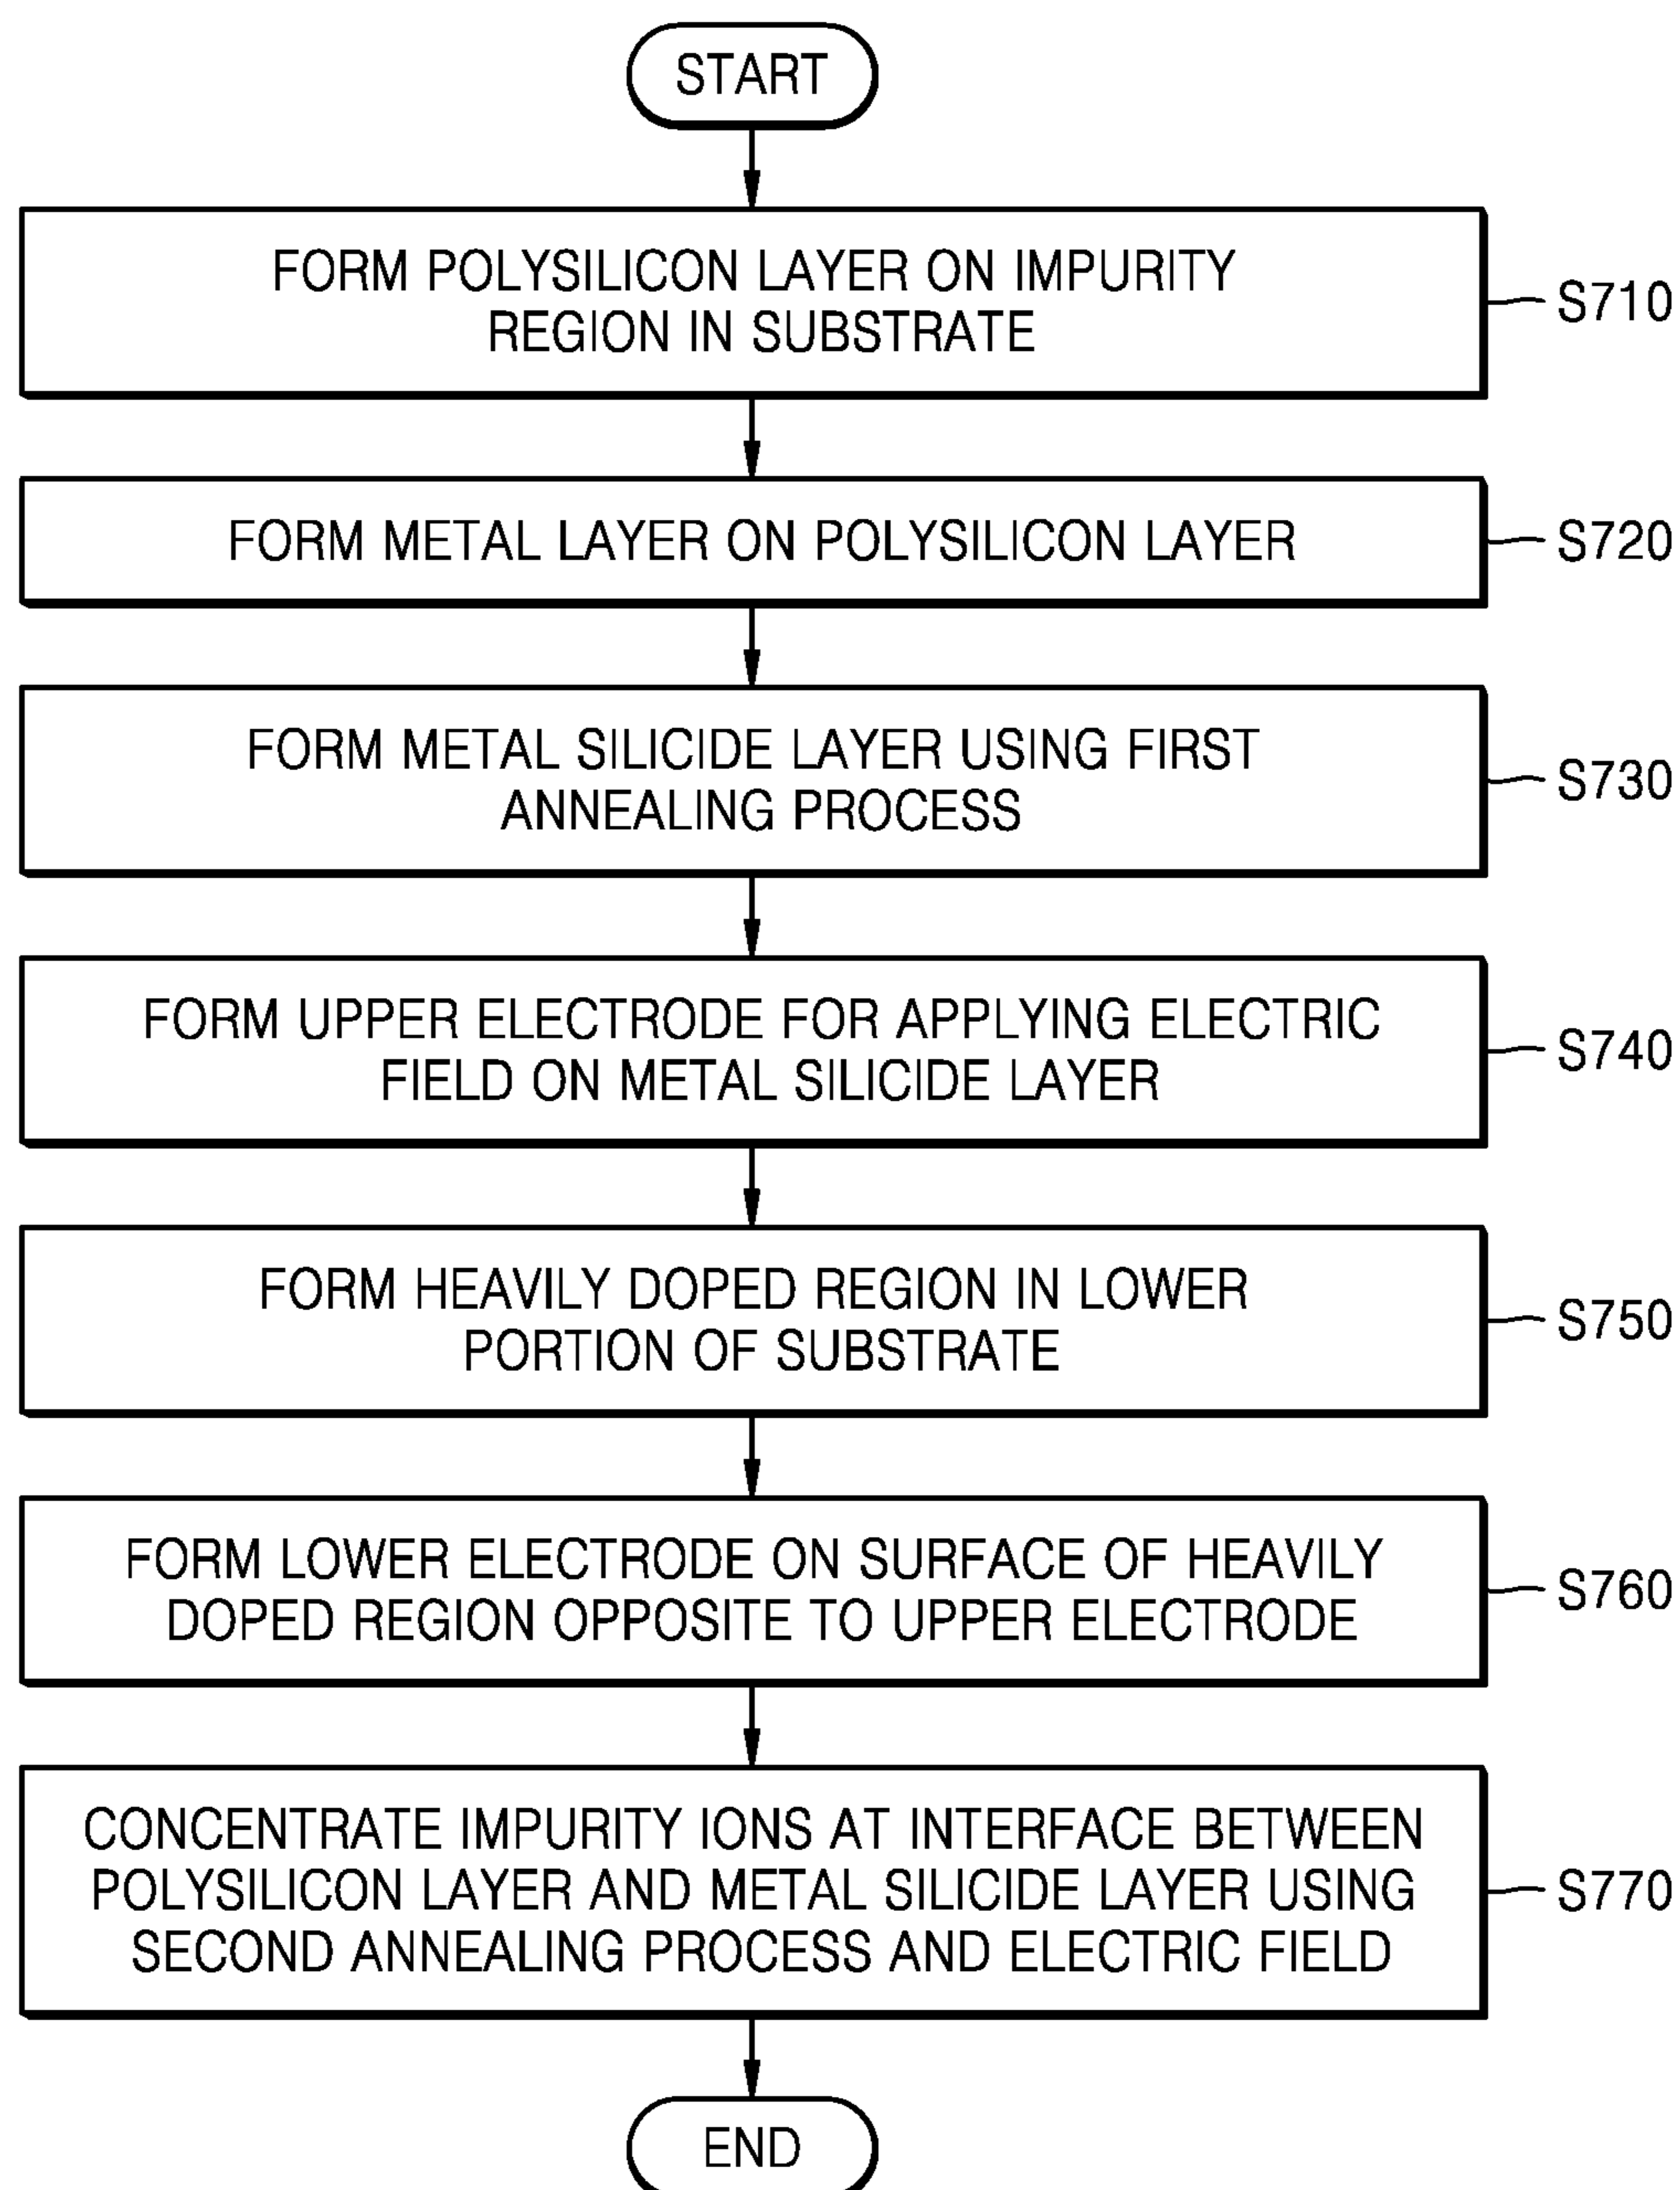 START
FORM POLYSILICON LAYER ON IMPURITY
REGION IN SUBSTRATE
S710
FORM METAL LAYER ON POLYSILICON LAYER
S720
FORM METAL SILICIDE LAYER USING FIRST
ANNEALING PROCESS
S730
FORM UPPER ELECTRODE FOR APPLYING ELECTRIC
FIELD ON METAL SILICIDE LAYER
S740
FORM HEAVILY DOPED REGION IN LOWER
PORTION OF SUBSTRATE
S750
FORM LOWER ELECTRODE ON SURFACE OF HEAVILY
DOPED REGION OPPOSITE TO UPPER ELECTRODE
S760
CONCENTRATE IMPURITY IONS AT INTERFACE BETWEEN
POLYSILICON LAYER AND METAL SILICIDE LAYER USING
SECOND ANNEALING PROCESS AND ELECTRIC FIELD
S770
END